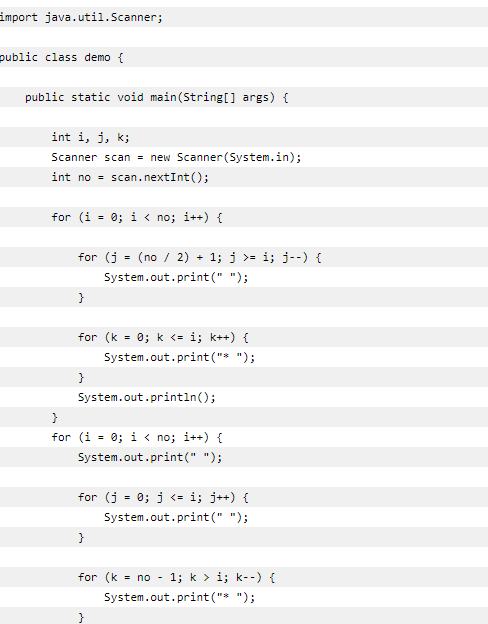 import java.util.Scanner;
public class demo {
public static void main(String[] args) {
int i, j, k;
Scanner scan = new Scanner(System.in);
int no = scan.nextInt();
for (i = 0; i < no; i++) {
for (j = (no / 2) + 1; j >= i; j--) {
System.out.print(" ");
}
for (k = 0; k <= i; k++) {
System.out.print("* ");
}
System.out.println();
}
for (i = 0; i < no; i++) {
System.out.print(" ");
for (j = 0; j <= i; j++) {
System.out.print(" ");
}
for (k = no - 1; k > i; k--) {
System.out.print("* ");
}